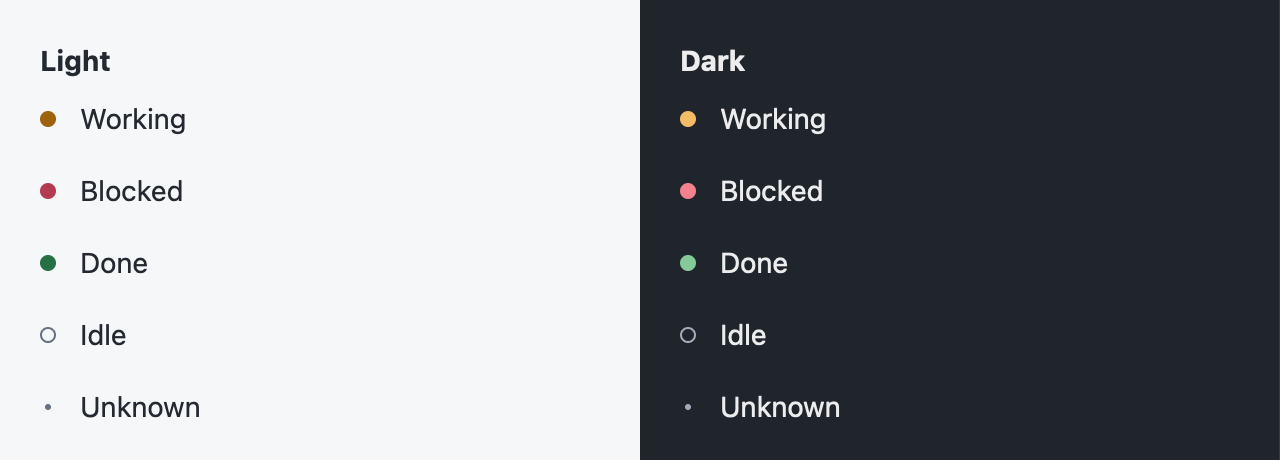 Light
Working
Blocked
Done
Idle
Unknown
Dark
Working
Blocked
Done
Idle
Unknown